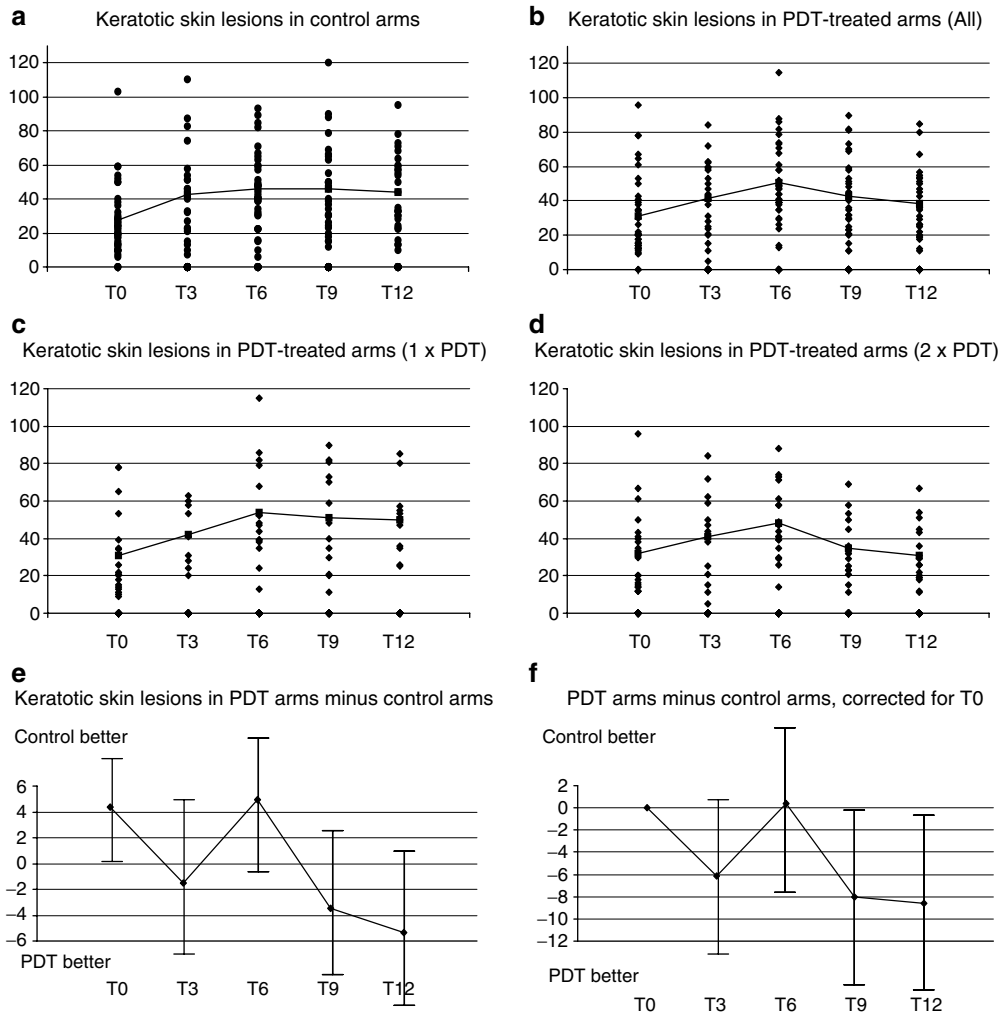 a
Keratotic skin lesions in control arms
120
100
80
60
40
20
0
T0 T3 T6 T9 T12
b
Keratotic skin lesions in PDT-treated arms (All)
120
100
80
60
40
20
0
T0 T3 T6 T9 T12
c
Keratotic skin lesions in PDT-treated arms (1 x PDT)
120
100
80
60
40
20
0
T0 T3 T6 T9 T12
d
Keratotic skin lesions in PDT-treated arms (2 x PDT)
120
100
80
60
40
20
0
T0 T3 T6 T9 T12
e
Keratotic skin lesions in PDT arms minus control arms
Control better
6
4
2
0
−2
−4
−6
PDT better
T0 T3 T6 T9 T12
f
PDT arms minus control arms, corrected for T0
Control better
2
0
−2
−4
−6
−8
−10
−12
PDT better
T0 T3 T6 T9 T12